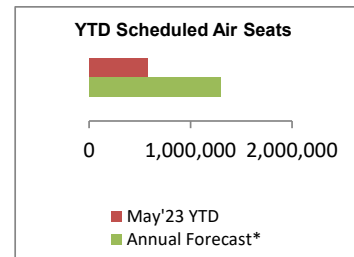 YTD Scheduled Air Seats
0 1,000,000 2,000,000
May'23 YTD
Annual Forecast*